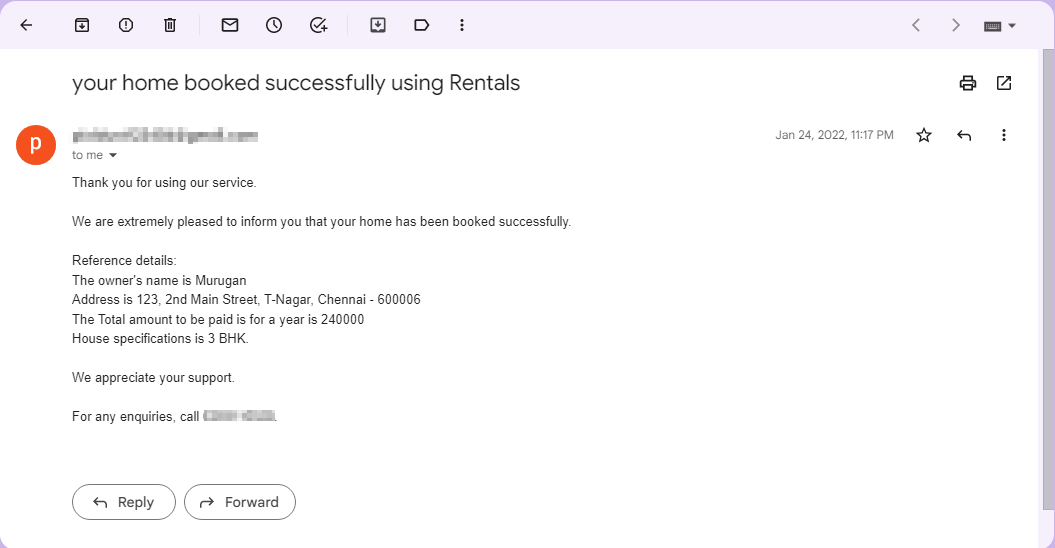 your home booked successfully using Rentals
p
Jan 24, 2022, 11:17 PM
to me
Thank you for using our service.
We are extremely pleased to inform you that your home has been booked successfully.
Reference details:
The owner's name is Murugan
Address is 123, 2nd Main Street, T-Nagar, Chennai - 600006
The Total amount to be paid is for a year is 240000
House specifications is 3 BHK.
We appreciate your support.
For any enquiries, call
Reply
Forward